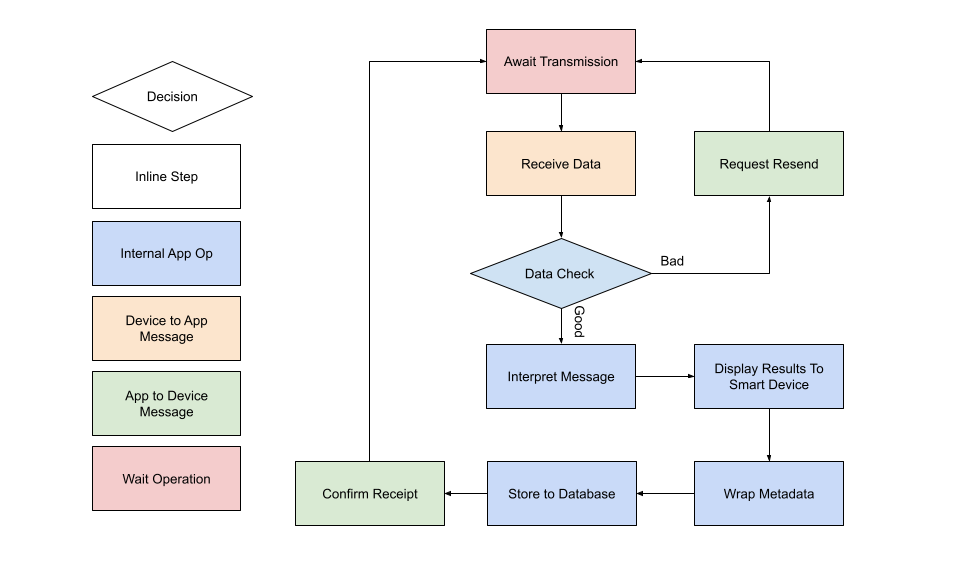 Decision
Inline Step
Internal App Op
Device to App
Message
App to Device
Message
Wait Operation
Await Transmission
Receive Data
Request Resend
Data Check
Bad
Good
Interpret Message
Display Results To
Smart Device
Confirm Receipt
Store to Database
Wrap Metadata